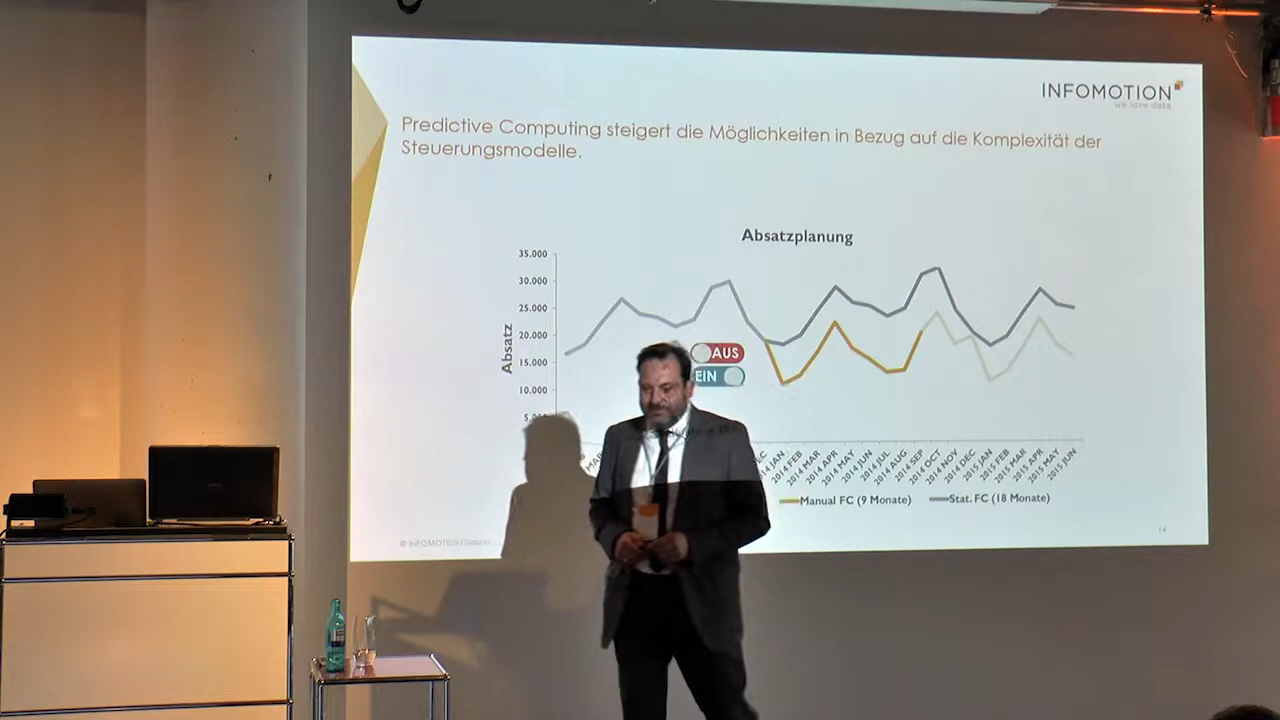 INFOMOTION
we love data
Predictive Computing steigert die Möglichkeiten in Bezug auf die Komplexität der
Steuerungsmodelle.
Absatzplanung
35.000
30.000
25.000
20.000
15.000
10.000
Absatz
AUS
EIN
2014 JAN
2014 FEB
2014 MAR
2014 APR
2014 MAY
2014 JUN
2014 JUL
2014 AUG
2014 SEP
2014 OCT
2014 NOV
2014 DEC
2015 JAN
2015 FEB
2015 MAR
2015 APR
2015 MAY
2015 JUN
Manual FC (9 Monate)
Stat. FC (18 Monate)
© INFOMOTION GmbH
14